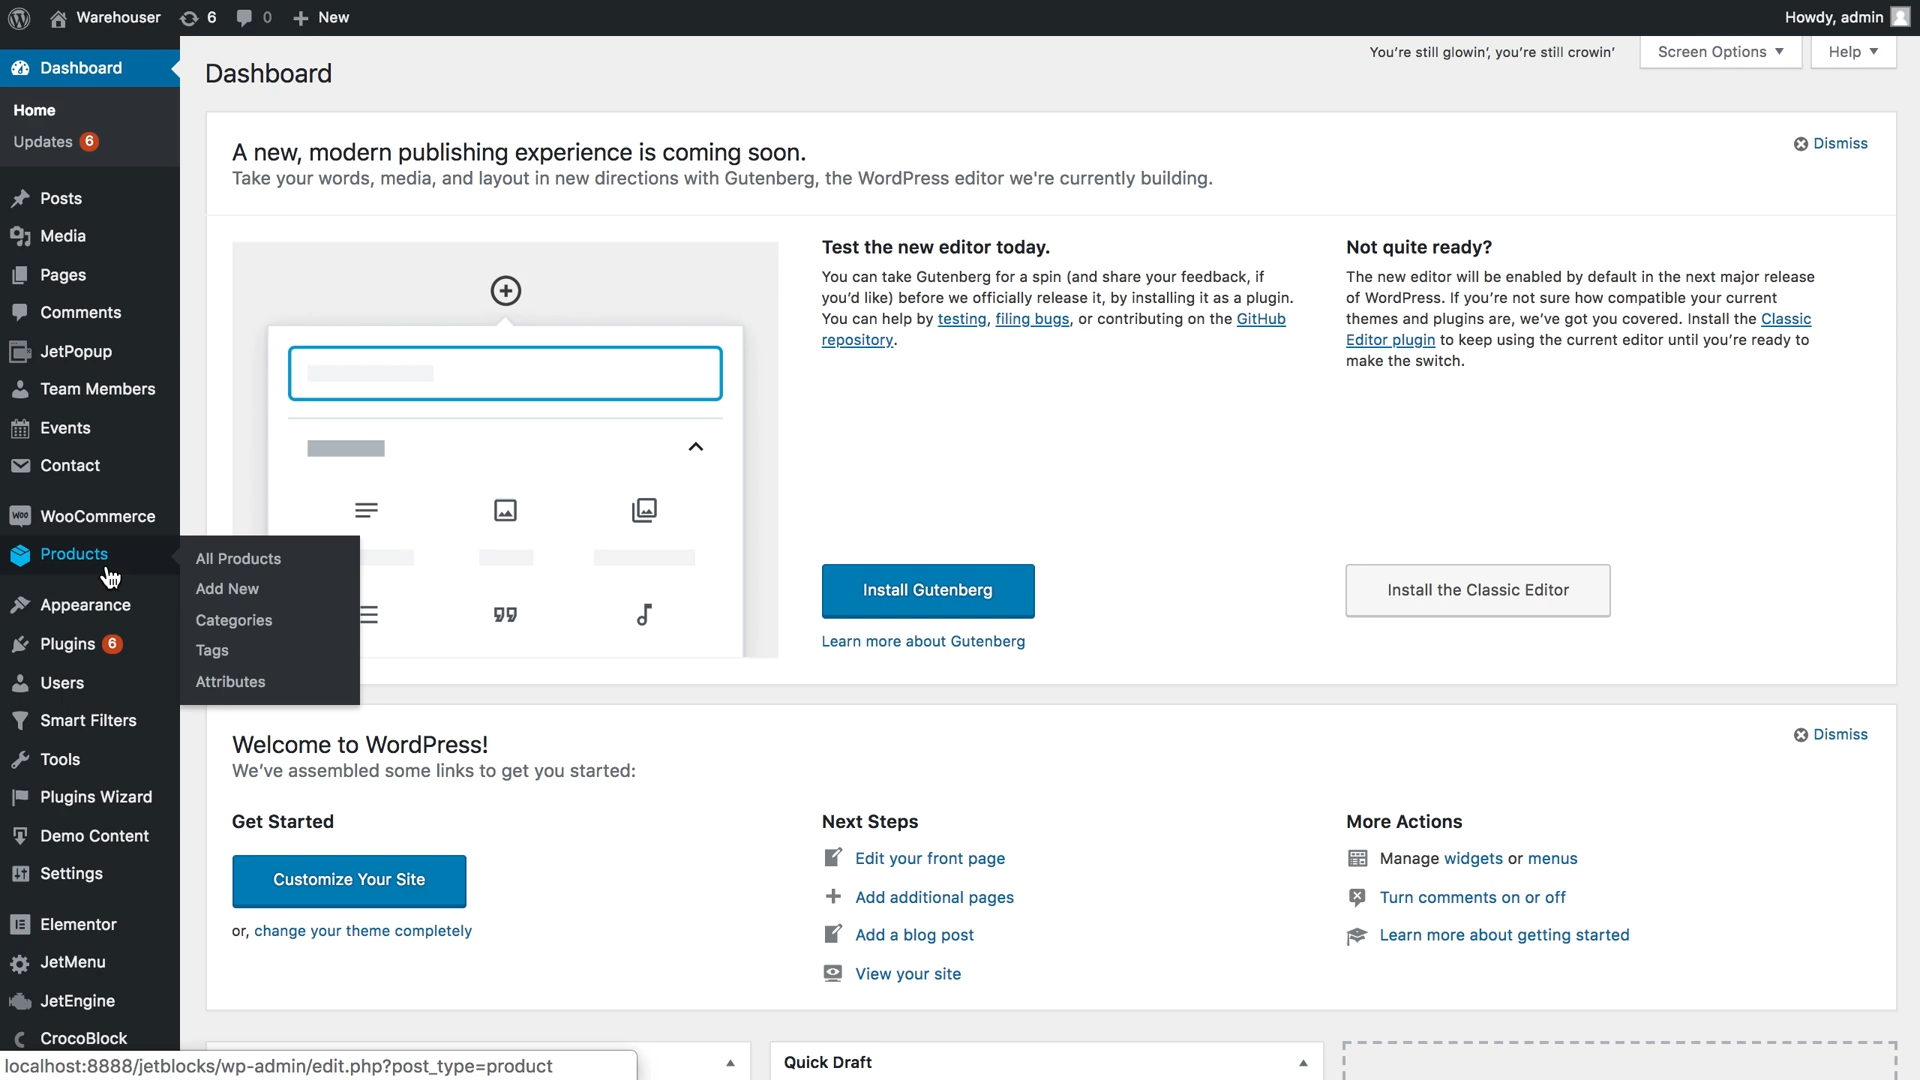 Warehouser 6 0 New
Howdy, admin
Dashboard
Home
Updates 6
Posts
Media
Pages
Comments
JetPopup
Team Members
Events
Contact
WOO WooCommerce
Products
Appearance
Plugins 6
Users
Smart Filters
Tools
Plugins Wizard
Demo Content
Settings
Elementor
JetMenu
JetEngine
CrocoBlock
All Products
Add New
Categories
Tags
Attributes
Dashboard
You're still glowin', you're still crowin'
Screen Options
Help
A new, modern publishing experience is coming soon.
Dismiss
Take your words, media, and layout in new directions with Gutenberg, the WordPress editor we're currently building.
Test the new editor today.
You can take Gutenberg for a spin (and share your feedback, if
you'd like) before we officially release it, by installing it as a plugin.
You can help by testing, filing bugs, or contributing on the GitHub
repository.
Install Gutenberg
Learn more about Gutenberg
Not quite ready?
The new editor will be enabled by default in the next major release
of WordPress. If you're not sure how compatible your current
themes and plugins are, we've got you covered. Install the Classic
Editor plugin to keep using the current editor until you're ready to
make the switch.
Install the Classic Editor
Welcome to WordPress!
Dismiss
We've assembled some links to get you started:
Get Started
Customize Your Site
or, change your theme completely
Next Steps
Edit your front page
Add additional pages
Add a blog post
View your site
More Actions
Manage widgets or menus
Turn comments on or off
Learn more about getting started
Quick Draft
localhost:8888/jetblocks/wp-admin/edit.php?post_type=product